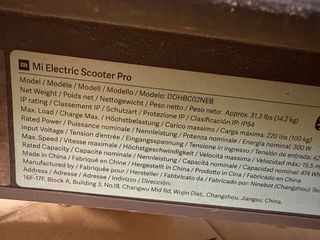 mi Mi Electric Scooter Pro
Model / Modèle / Modell / Modello / Modelo: DDHBC02NEB
Net Weight / Poids net / Nettogewicht / Peso netto / Peso neto: Approx. 31.3 lbs (14.2 kg)
IP rating / Classement IP / Schutzart / Protezione IP / Clasificación IP: IP54
Max. Load / Charge Max. / Höchstbelastung / Carico massimo / Carga máxima: 220 lbs (100 kg)
Rated Power / Puissance nominale / Nennleistung / Potenza nominale / Potencia nominal: 300 W
Input Voltage / Tension d'entrée / Eingangsspannung / Tensione in ingresso / Tensión de entrada: 42
Max. Speed / Vitesse maximale / Höchstgeschwindigkeit / Velocità massima / Velocidad máx.: 15.5 m
Rated Capacity / Capacité nominale / Nennleistung / Capacità nominale / Capacidad nominal: 474 Wh
Made in China / Fabriqué en Chine / Hergestellt in China / Prodotto in Cina / Fabricado en China
Manufactured by / Fabriqué pour / Hersteller / Fabbricato da / Fabricado por: Ninebot (Changzhou) Tec
Address / Adresse / Adresse / Indirizzo / Dirección:
16F-17F, Block A, Building 3, No.18, Changwu Mid Rd, Wujin Dist., Changzhou, Jiangsu, China.